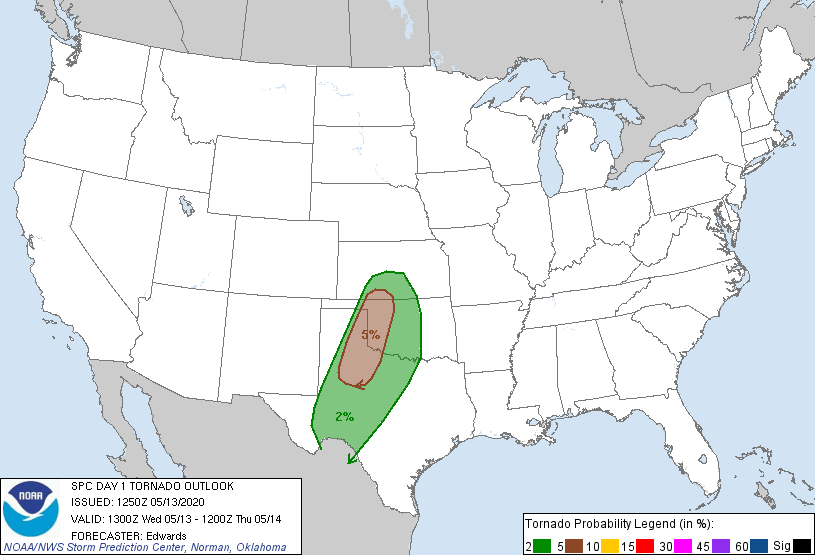 5%
2%
NOAA
SPC DAY 1 TORNADO OUTLOOK
ISSUED: 1250Z 05/13/2020
VALID: 1300Z Wed 05/13 - 1200Z Thu 05/14
FORECASTER: Edwards
NOAA/NWS Storm Prediction Center, Norman, Oklahoma
Tornado Probability Legend (in %):
2 5 10 15 30 45 60 Sig